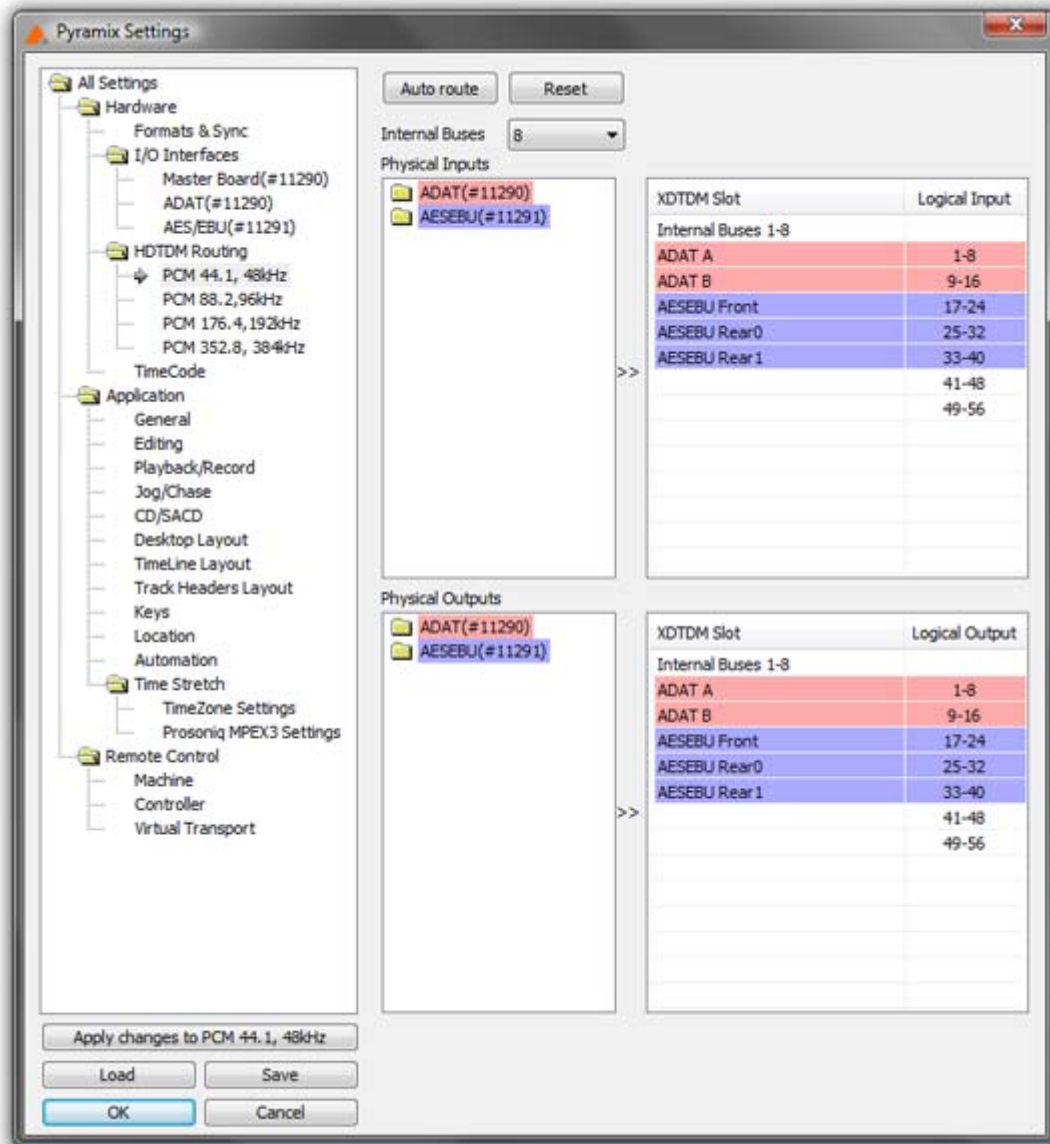 Pyramix Settings
All Settings
Hardware
Formats & Sync
I/O Interfaces
Master Board(#11290)
ADAT(#11290)
AES/EBU(#11291)
HDTDM Routing
PCM 44.1, 48kHz
PCM 88.2,96kHz
PCM 176.4,192kHz
PCM 352.8, 384kHz
TimeCode
Application
General
Editing
Playback/Record
Jog/Chase
CD/SACD
Desktop Layout
TimeLine Layout
Track Headers Layout
Keys
Location
Automation
Time Stretch
TimeZone Settings
Prosoniq MPEX3 Settings
Remote Control
Machine
Controller
Virtual Transport
Apply changes to PCM 44.1, 48kHz
Load Save
OK Cancel
Auto route Reset
Internal Buses 8
Physical Inputs
ADAT(#11290)
AESEBU(#11291)
>>
XDTDM Slot Logical Input
Internal Buses 1-8
ADAT A 1-8
ADAT B 9-16
AESEBU Front 17-24
AESEBU Rear0 25-32
AESEBU Rear1 33-40
41-48
49-56
Physical Outputs
ADAT(#11290)
AESEBU(#11291)
>>
XDTDM Slot Logical Output
Internal Buses 1-8
ADAT A 1-8
ADAT B 9-16
AESEBU Front 17-24
AESEBU Rear0 25-32
AESEBU Rear1 33-40
41-48
49-56